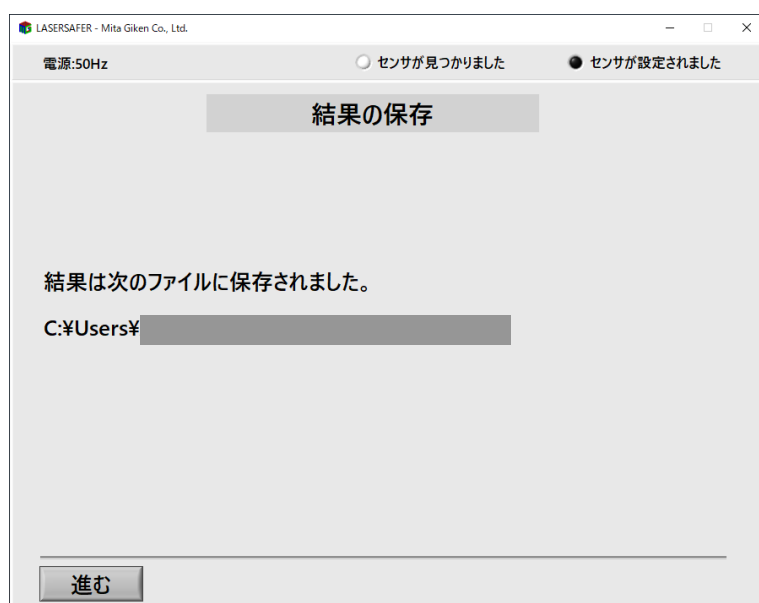 LASERSAFER - Mita Giken Co., Ltd.
電源:50Hz
センサが見つかりました
センサが設定されました
結果の保存
結果は次のファイルに保存されました。
C:¥Users¥
進む